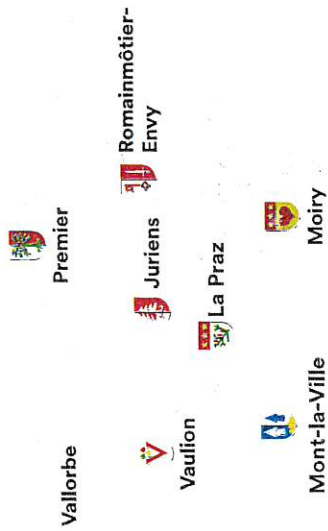 Premier
Vallorbe
Romainmôtier-
Envy
Juriens
Vaulion
La Praz
Moiry
Mont-la-Ville